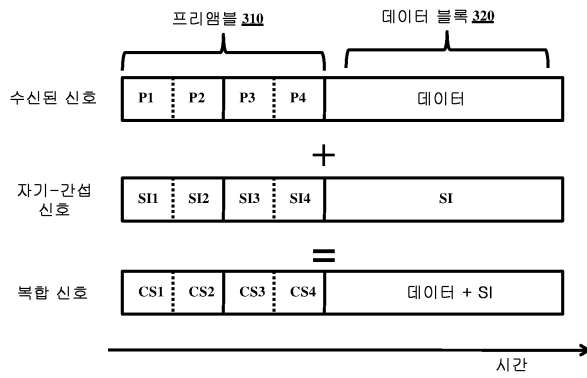 프리앰블 310
데이터 블록 320
수신된 신호
P1 P2 P3 P4 데이터
+
자기-간섭
신호
SI1 SI2 SI3 SI4 SI
=
복합 신호
CS1 CS2 CS3 CS4 데이터 + SI
시간